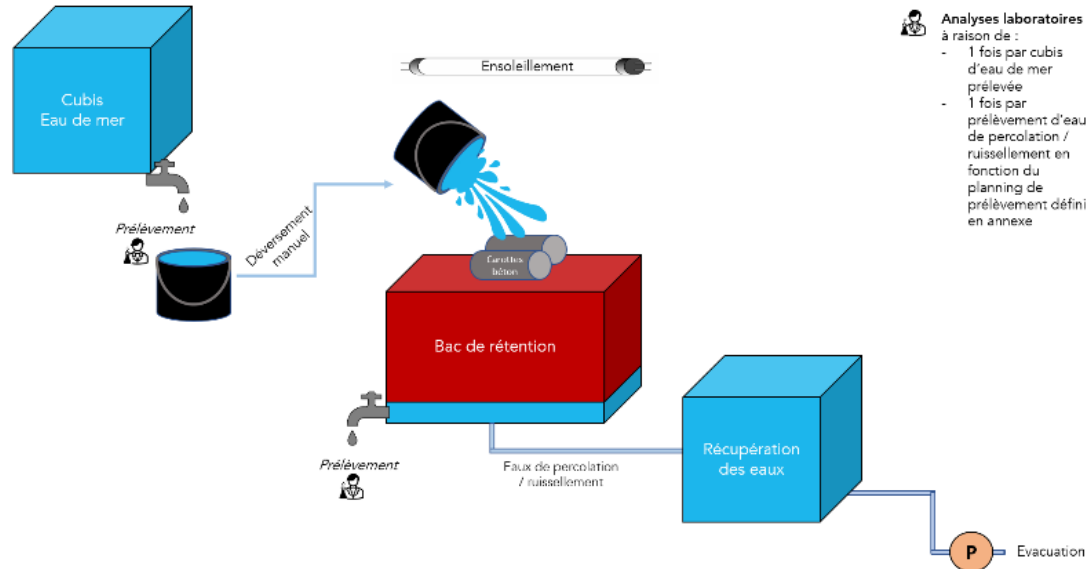 Cubis
Eau de mer
Prélèvement
Déversement
manuel
Ensoleillement
Carottes
béton
Bac de rétention
Prélèvement
Faux de percolation
/ ruissellement
Récupération
des eaux
P
Evacuation
Analyses laboratoires
à raison de :
- 1 fois par cubis
d'eau de mer
prélevée
- 1 fois par
prélèvement d'eau
de percolation /
ruissellement en
fonction du
planning de
prélèvement défini
en annexe